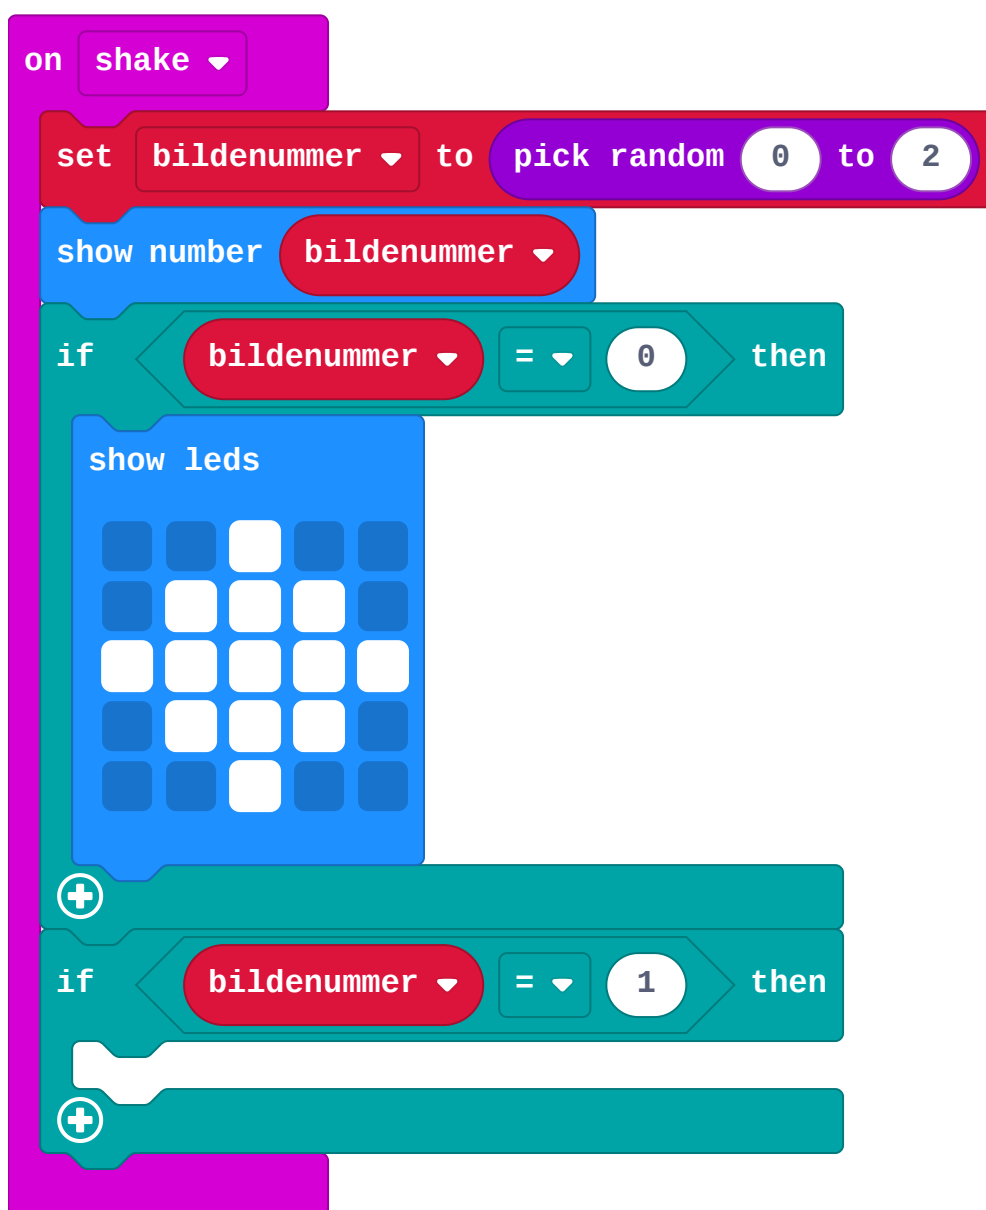 on shake
set bildenummer to pick random 0 to 2
show number bildenummer
if bildenummer = 0 then
show leds
if bildenummer = 1 then